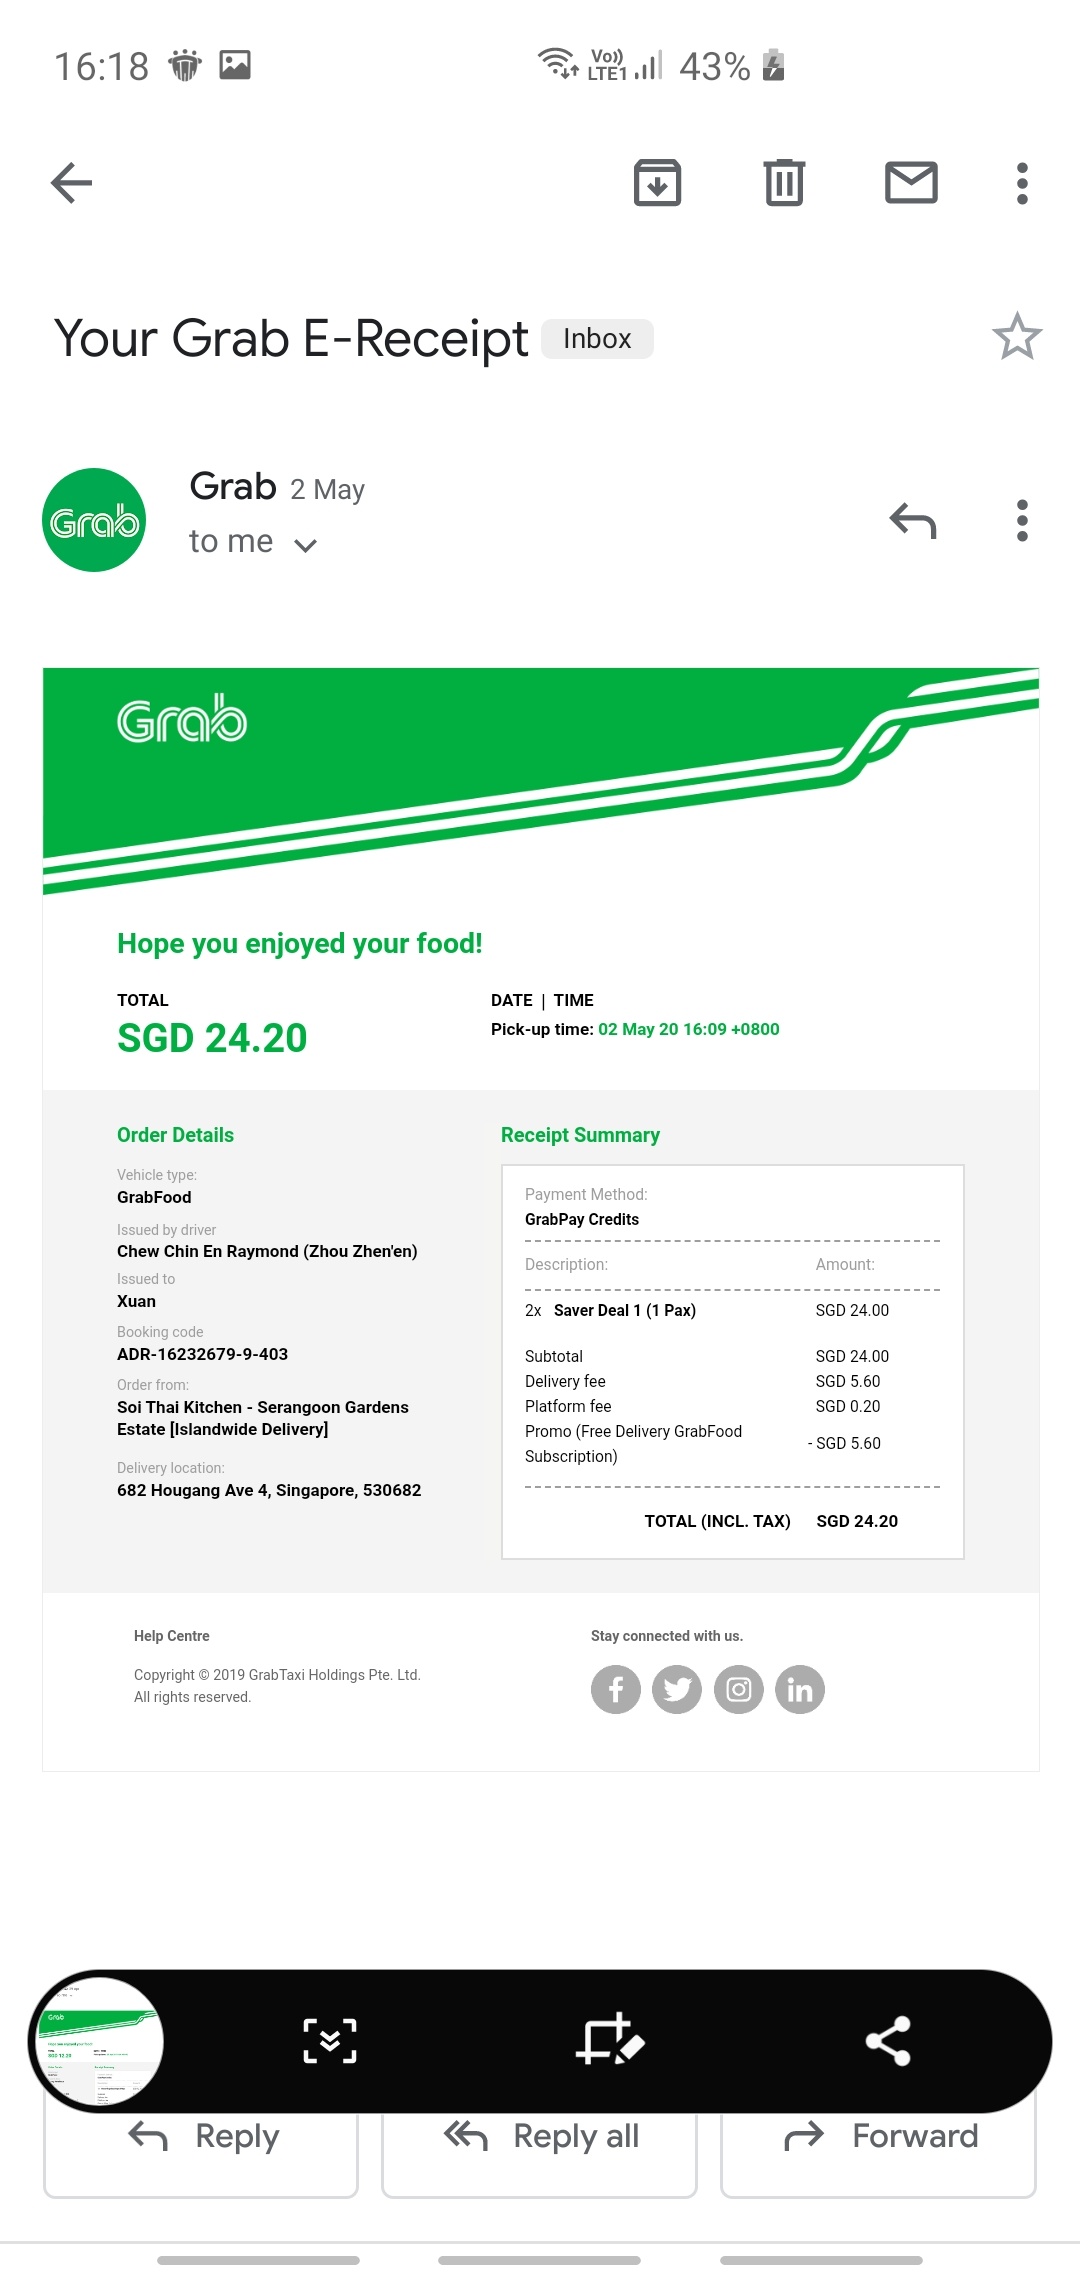 16:18 Vo)) LTE1 43%
Your Grab E-Receipt Inbox
Grab 2 May
Grab
to me
Grab
Hope you enjoyed your food!
TOTAL DATE | TIME
SGD 24.20 Pick-up time: 02 May 20 16:09 +0800
Order Details
Vehicle type:
GrabFood
Issued by driver
Chew Chin En Raymond (Zhou Zhen'en)
Issued to
Xuan
Booking code
ADR-16232679-9-403
Order from:
Soi Thai Kitchen - Serangoon Gardens
Estate [Islandwide Delivery]
Delivery location:
682 Hougang Ave 4, Singapore, 530682
Receipt Summary
Payment Method:
GrabPay Credits
Description: Amount:
2x Saver Deal 1 (1 Pax) SGD 24.00
Subtotal SGD 24.00
Delivery fee SGD 5.60
Platform fee SGD 0.20
Promo (Free Delivery GrabFood
Subscription) - SGD 5.60
TOTAL (INCL. TAX) SGD 24.20
Help Centre
Copyright © 2019 GrabTaxi Holdings Pte. Ltd.
All rights reserved.
Stay connected with us.
Reply Reply all Forward